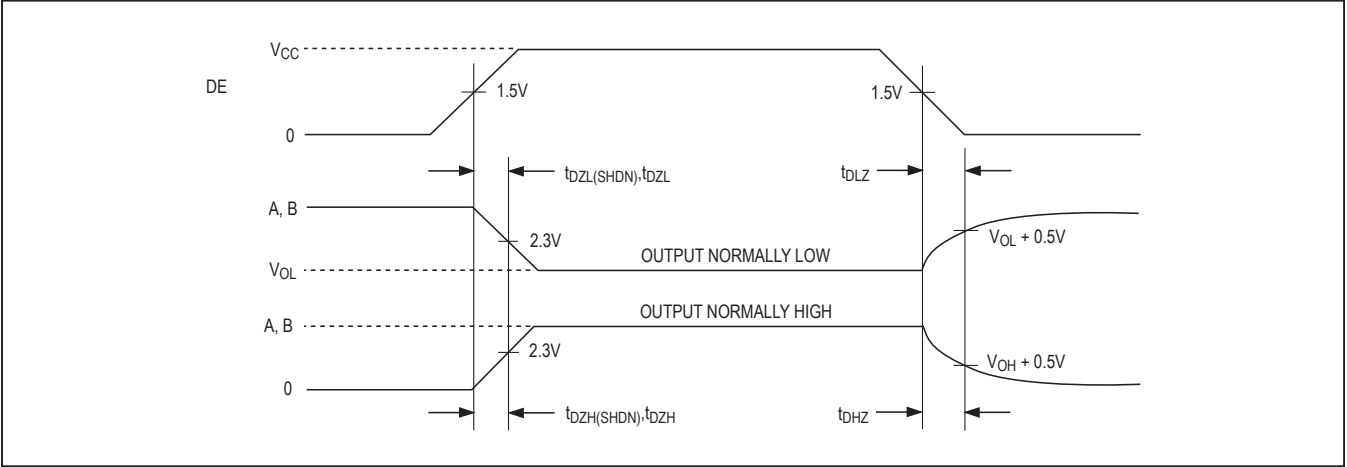 VCC
DE
1.5V
1.5V
0
tDZL(SHDN),tDZL
tDLZ
A, B
2.3V
VOL + 0.5V
OUTPUT NORMALLY LOW
VOL
OUTPUT NORMALLY HIGH
A, B
2.3V
VOH + 0.5V
0
tDZH(SHDN),tDZH
tDHZ